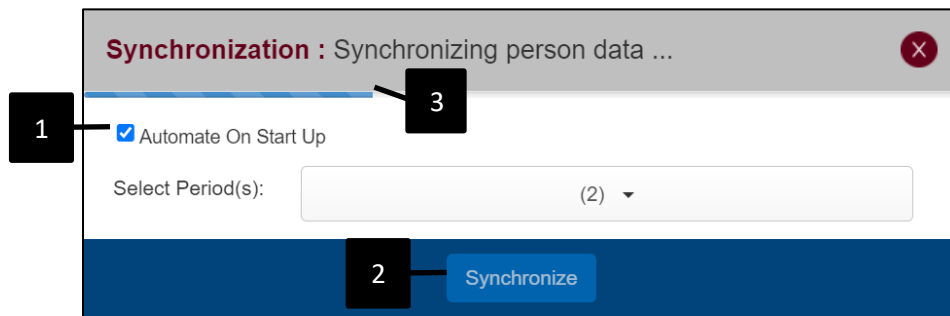 Synchronization : Synchronizing person data ...
3
1
Automate On Start Up
Select Period(s):
(2)
2
Synchronize